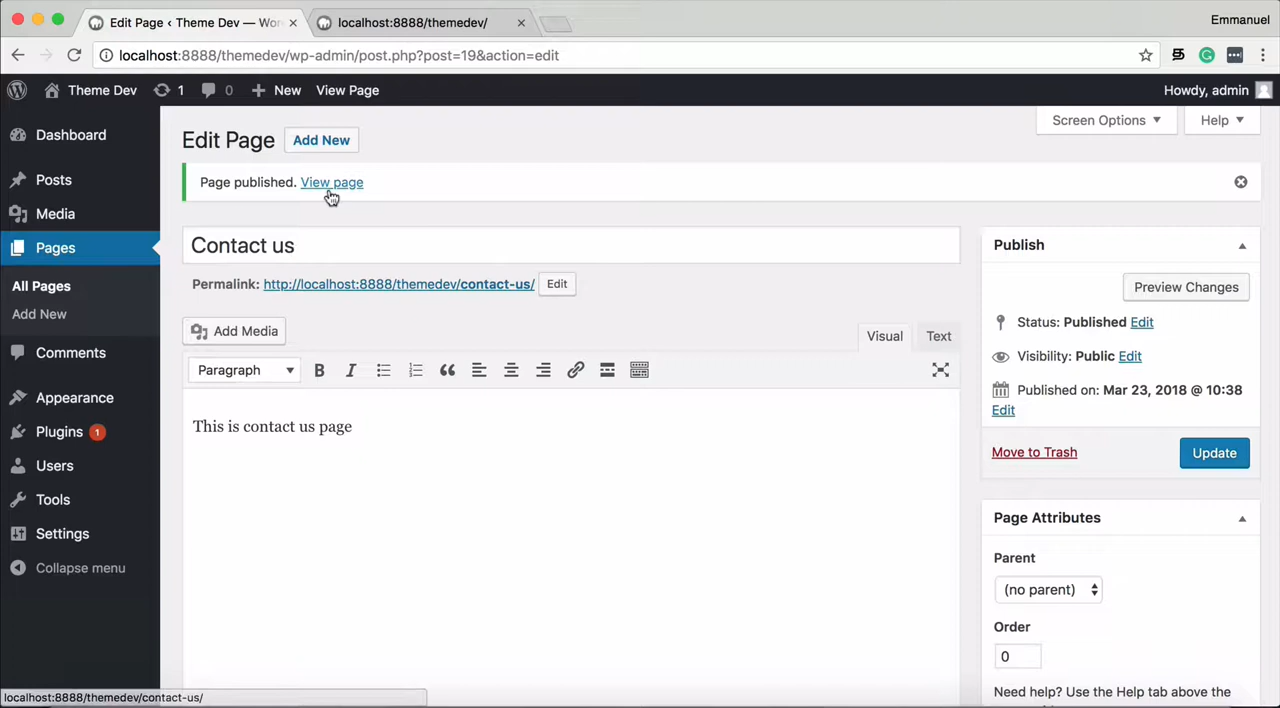 Edit Page ‹ Theme Dev — Wor
localhost:8888/themedev/
Emmanuel
localhost:8888/themedev/wp-admin/post.php?post=19&action=edit
Theme Dev
1
0
New
View Page
Howdy, admin
Dashboard
Posts
Media
Pages
All Pages
Add New
Comments
Appearance
Plugins 1
Users
Tools
Settings
Collapse menu
Screen Options
Help
Edit Page
Add New
Page published. View page
Contact us
Permalink: http://localhost:8888/themedev/contact-us/ Edit
Add Media
Visual
Text
Paragraph
This is contact us page
Publish
Preview Changes
Status: Published Edit
Visibility: Public Edit
Published on: Mar 23, 2018 @ 10:38
Edit
Move to Trash
Update
Page Attributes
Parent
(no parent)
Order
0
Need help? Use the Help tab above the
localhost:8888/themedev/contact-us/